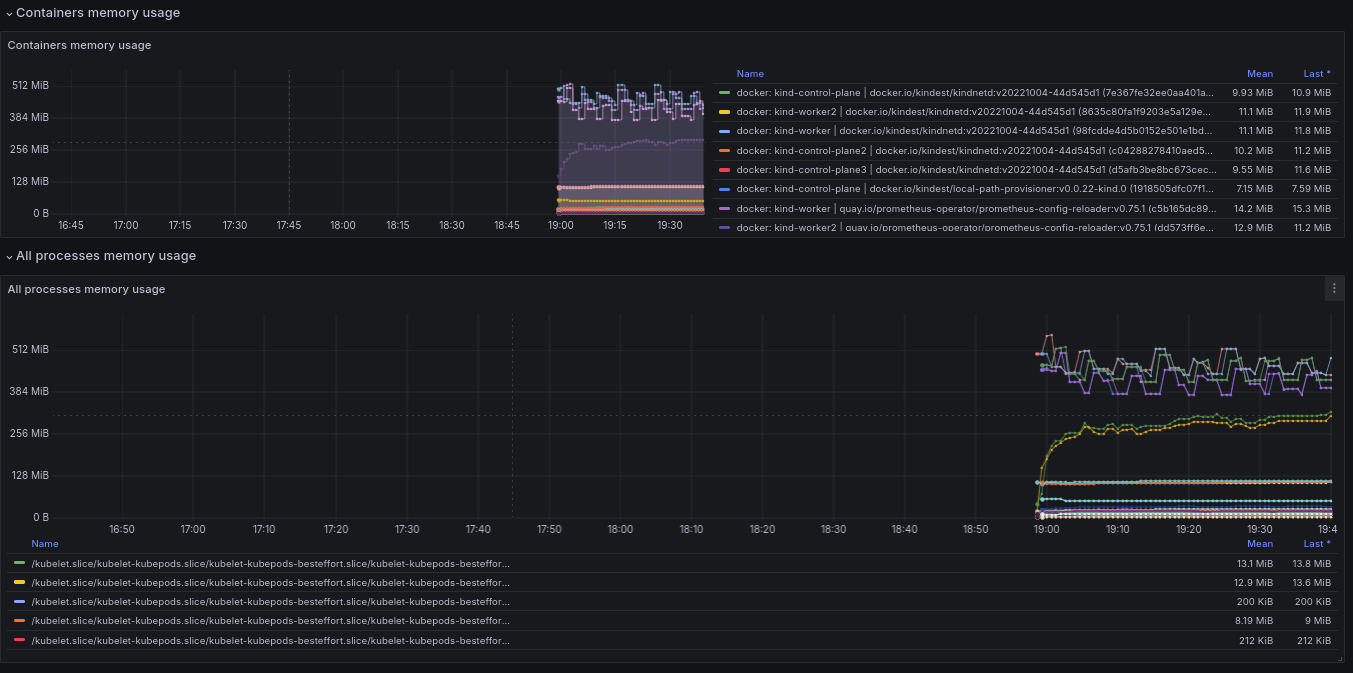 Containers memory usage
Containers memory usage
512 MiB
384 MiB
256 MiB
128 MiB
0 B
16:45 17:00 17:15 17:30 17:45 18:00 18:15 18:30 18:45 19:00 19:15 19:30
Name Mean Last *
docker: kind-control-plane | docker.io/kindest/kindnetd:v20221004-44d545d1 (7e367fe32ee0aa401a... 9.93 MiB 10.9 MiB
docker: kind-worker2 | docker.io/kindest/kindnetd:v20221004-44d545d1 (8635c80fa1f9203e5a129e... 11.1 MiB 11.9 MiB
docker: kind-worker | docker.io/kindest/kindnetd:v20221004-44d545d1 (98fcdde4d5b0152e501e1bd... 11.1 MiB 11.8 MiB
docker: kind-control-plane2 | docker.io/kindest/kindnetd:v20221004-44d545d1 (c04288278410aed5... 10.2 MiB 11.2 MiB
docker: kind-control-plane3 | docker.io/kindest/kindnetd:v20221004-44d545d1 (d5afb3be8bc673cec... 9.55 MiB 11.6 MiB
docker: kind-control-plane | docker.io/kindest/local-path-provisioner:v0.0.22-kind.0 (1918505dfc07f1... 7.15 MiB 7.59 MiB
docker: kind-worker | quay.io/prometheus-operator/prometheus-config-reloader:v0.75.1 (c5b165dc89... 14.2 MiB 15.3 MiB
docker: kind-worker2 | quay.io/prometheus-operator/prometheus-config-reloader:v0.75.1 (dd573ff6e... 12.9 MiB 11.2 MiB
All processes memory usage
All processes memory usage
512 MiB
384 MiB
256 MiB
128 MiB
0 B
16:50 17:00 17:10 17:20 17:30 17:40 17:50 18:00 18:10 18:20 18:30 18:40 18:50 19:00 19:10 19:20 19:30 19:4
Name Mean Last *
/kubelet.slice/kubelet-kubepods.slice/kubelet-kubepods-besteffort.slice/kubelet-kubepods-besteffor... 13.1 MiB 13.8 MiB
/kubelet.slice/kubelet-kubepods.slice/kubelet-kubepods-besteffort.slice/kubelet-kubepods-besteffor... 12.9 MiB 13.6 MiB
/kubelet.slice/kubelet-kubepods.slice/kubelet-kubepods-besteffort.slice/kubelet-kubepods-besteffor... 200 KiB 200 KiB
/kubelet.slice/kubelet-kubepods.slice/kubelet-kubepods-besteffort.slice/kubelet-kubepods-besteffor... 8.19 MiB 9 MiB
/kubelet.slice/kubelet-kubepods.slice/kubelet-kubepods-besteffort.slice/kubelet-kubepods-besteffor... 212 KiB 212 KiB